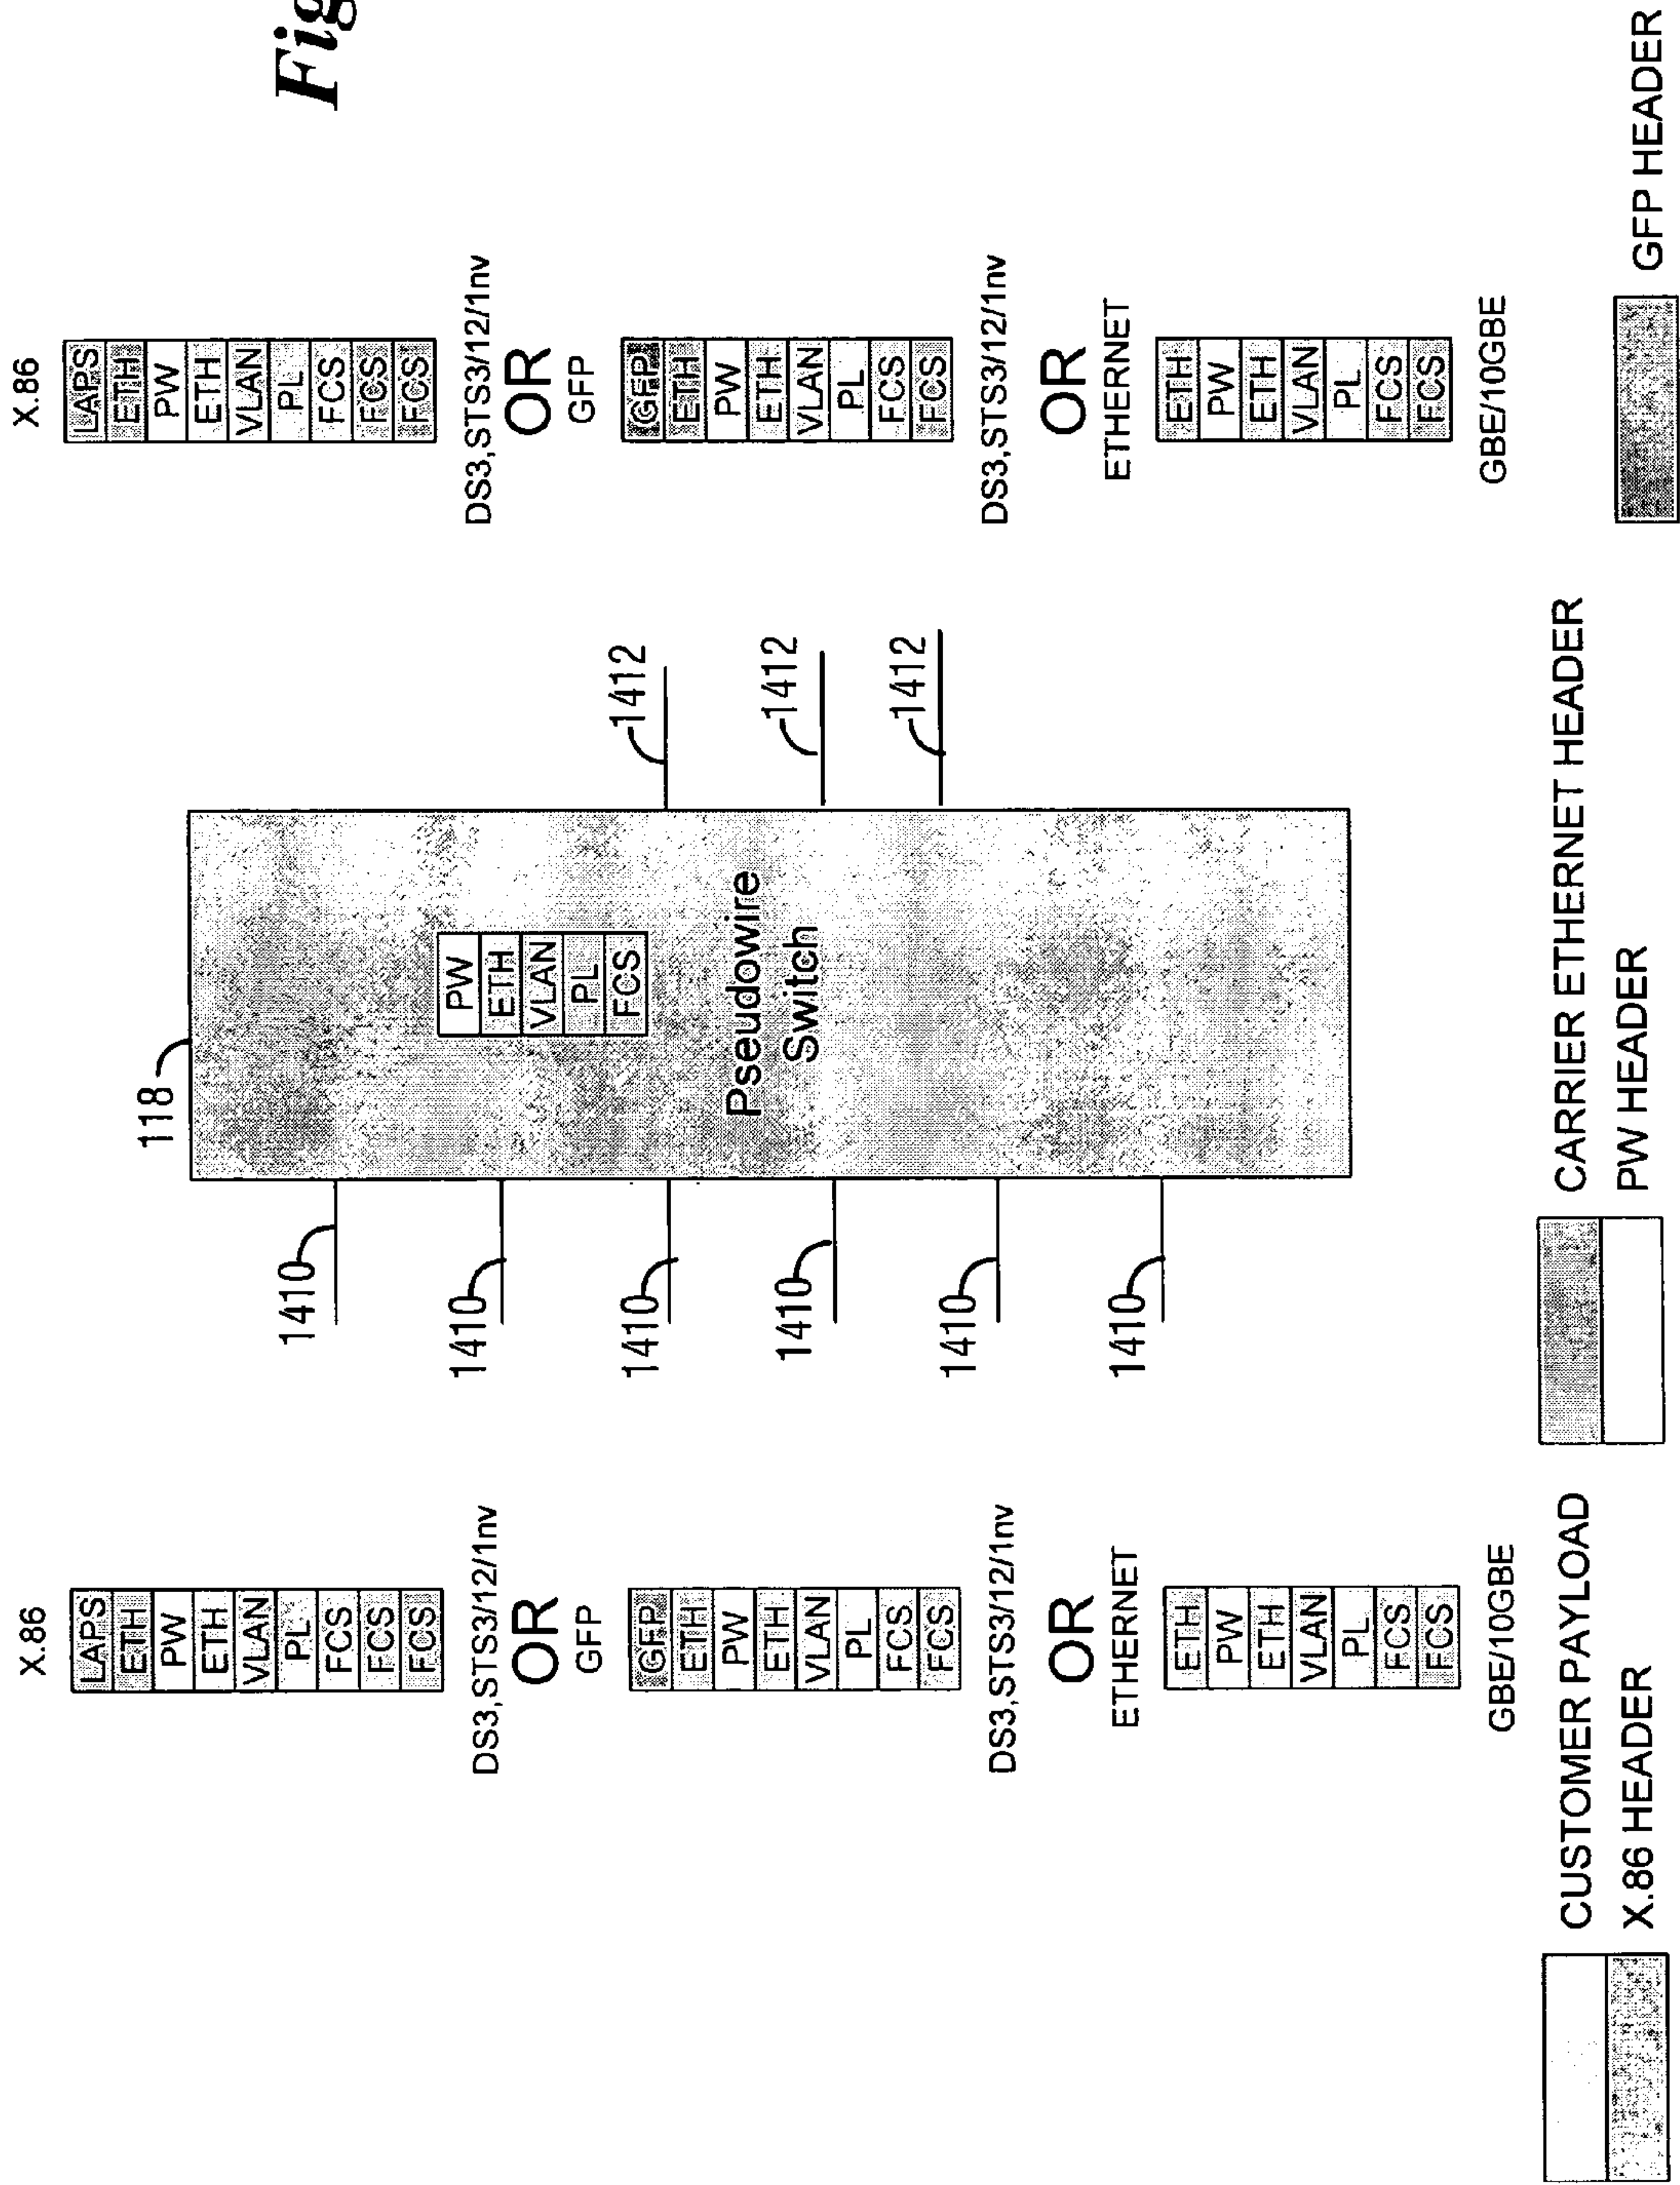 Fig
X.86
LAPS
ETH
PW
ETH
VLAN
PL
FCS
FCS
FCS
DS3,STS3/12/1nv
OR
GFP
GFP
ETH
PW
ETH
VLAN
PL
FCS
FCS
DS3,STS3/12/1nv
OR
ETHERNET
ETH
PW
ETH
VLAN
PL
FCS
FCS
GBE/10GBE
118
1410
1410
1410
1410
1410
1410
PW
ETH
VLAN
PL
FCS
Pseudowire
Switch
1412
1412
1412
X.86
LAPS
ETH
PW
ETH
VLAN
PL
FCS
FCS
FCS
DS3,STS3/12/1nv
OR
GFP
GFP
ETH
PW
ETH
VLAN
PL
FCS
FCS
DS3,STS3/12/1nv
OR
ETHERNET
ETH
PW
ETH
VLAN
PL
FCS
FCS
GBE/10GBE
CUSTOMER PAYLOAD
X.86 HEADER
CARRIER ETHERNET HEADER
PW HEADER
GFP HEADER